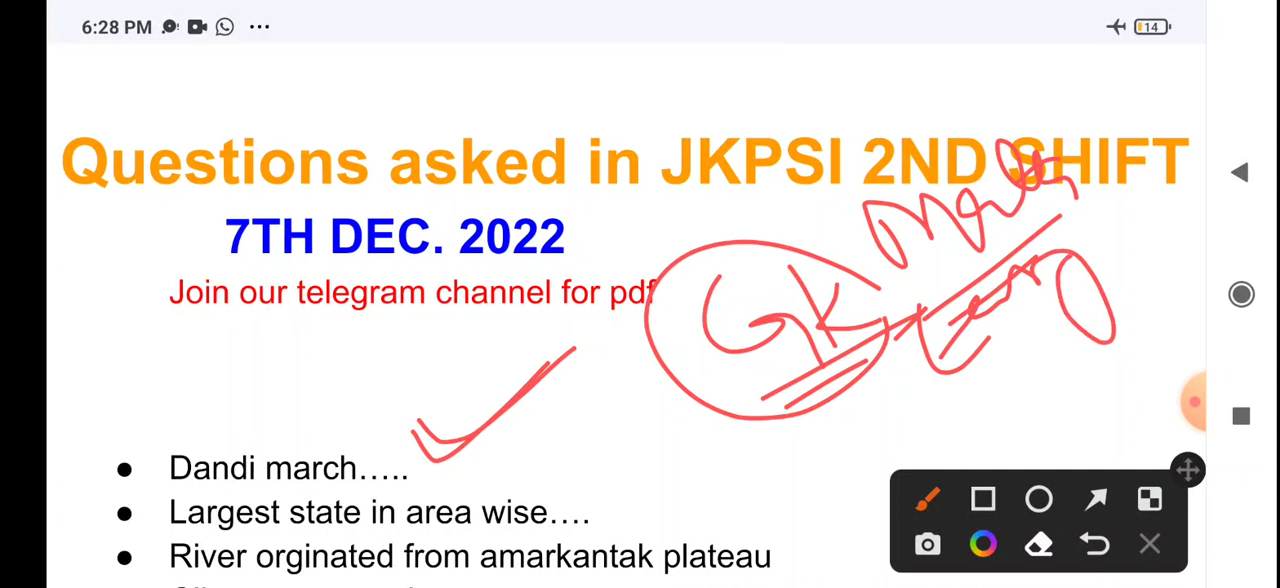 6:28 PM
14
Questions asked in JKPSI 2ND SHIFT
7TH DEC. 2022
Join our telegram channel for pdf
GK
Dandi march…..
Largest state in area wise….
River orginated from amarkantak plateau